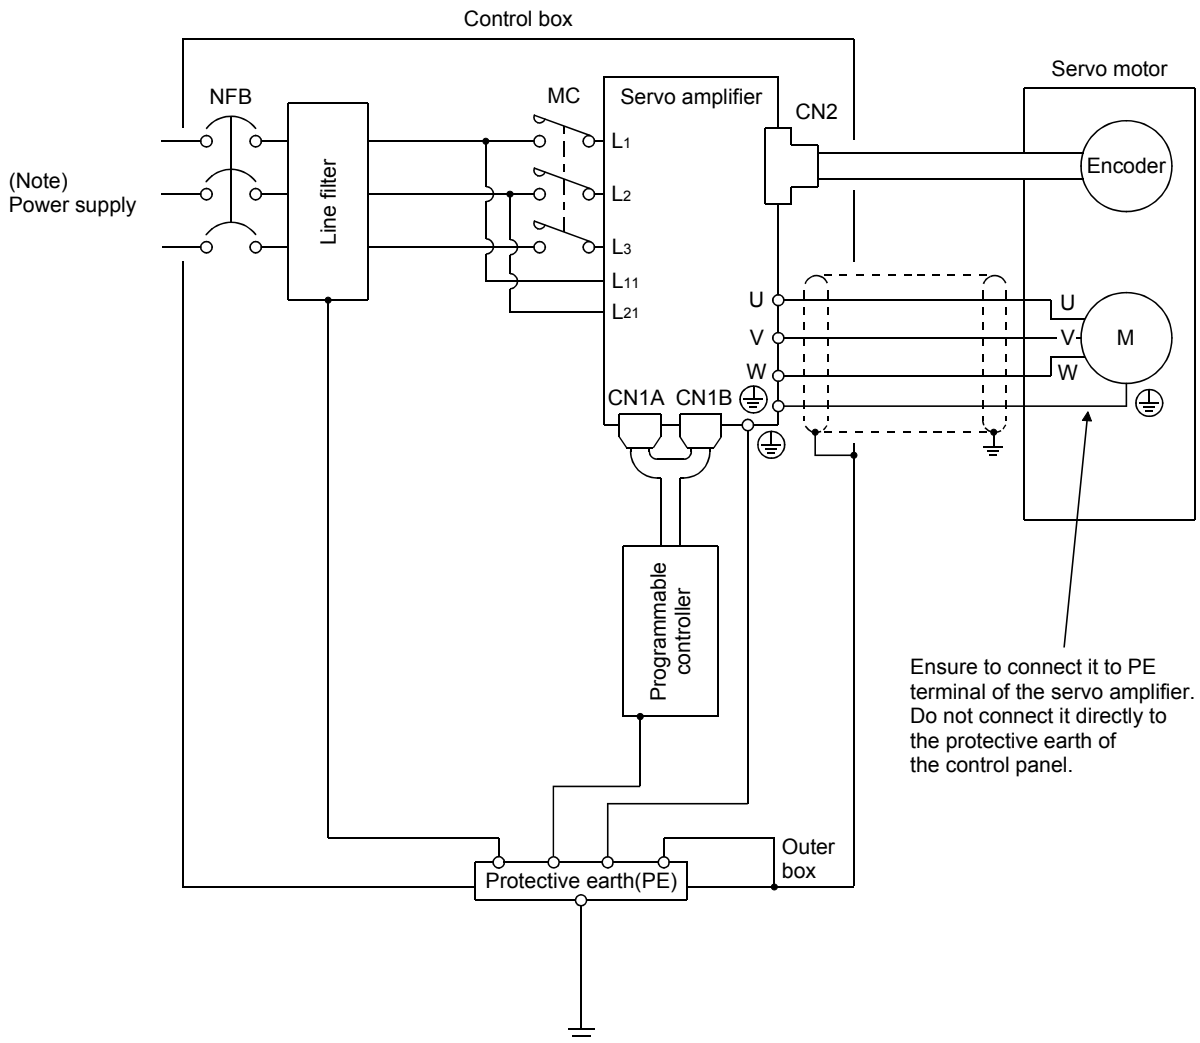 Control box
Servo motor
NFB
MC
Servo amplifier
CN2
L1
Encoder
(Note)
Power supply
Line filter
L2
L3
L11
L21
U
U
V
V
M
W
W
CN1A
CN1B
Programmable
controller
Ensure to connect it to PE
terminal of the servo amplifier.
Do not connect it directly to
the protective earth of
the control panel.
Outer
box
Protective earth(PE)